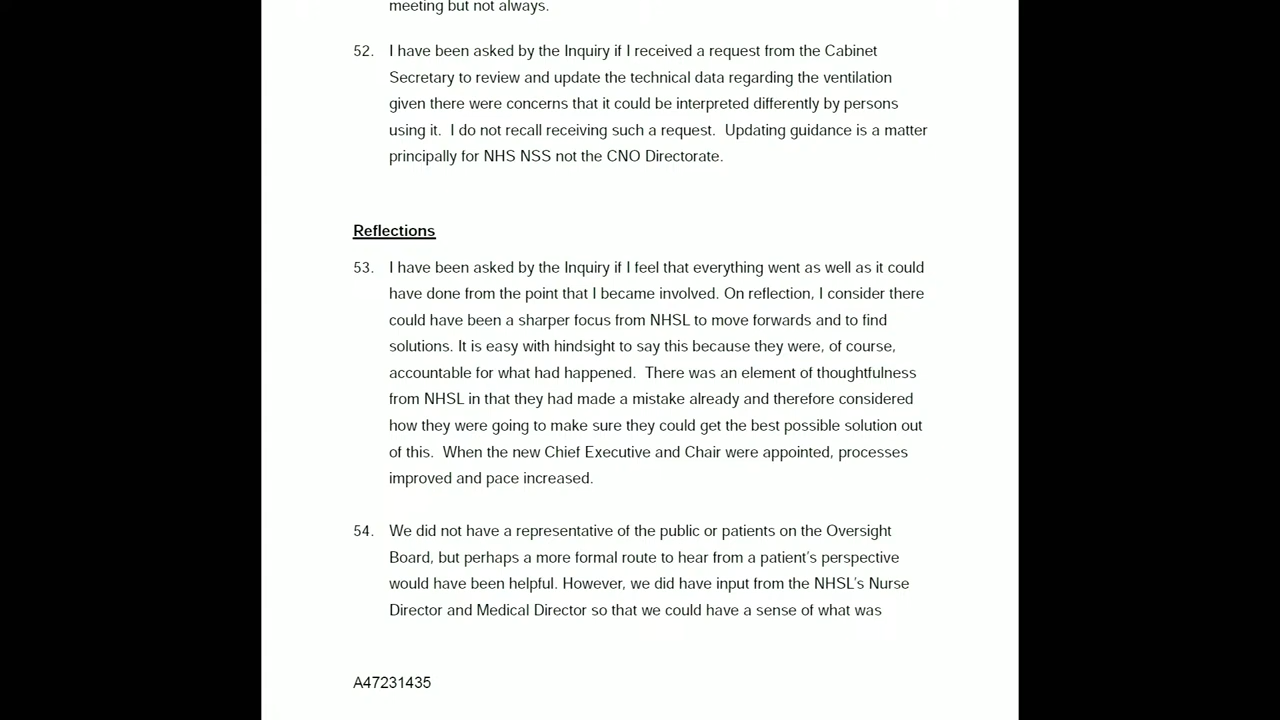 meeting but not always.
52. I have been asked by the Inquiry if I received a request from the Cabinet
Secretary to review and update the technical data regarding the ventilation
given there were concerns that it could be interpreted differently by persons
using it.  I do not recall receiving such a request.  Updating guidance is a matter
principally for NHS NSS not the CNO Directorate.
Reflections
53. I have been asked by the Inquiry if I feel that everything went as well as it could
have done from the point that I became involved. On reflection, I consider there
could have been a sharper focus from NHSL to move forwards and to find
solutions. It is easy with hindsight to say this because they were, of course,
accountable for what had happened.  There was an element of thoughtfulness
from NHSL in that they had made a mistake already and therefore considered
how they were going to make sure they could get the best possible solution out
of this.  When the new Chief Executive and Chair were appointed, processes
improved and pace increased.
54. We did not have a representative of the public or patients on the Oversight
Board, but perhaps a more formal route to hear from a patient's perspective
would have been helpful. However, we did have input from the NHSL's Nurse
Director and Medical Director so that we could have a sense of what was
A47231435